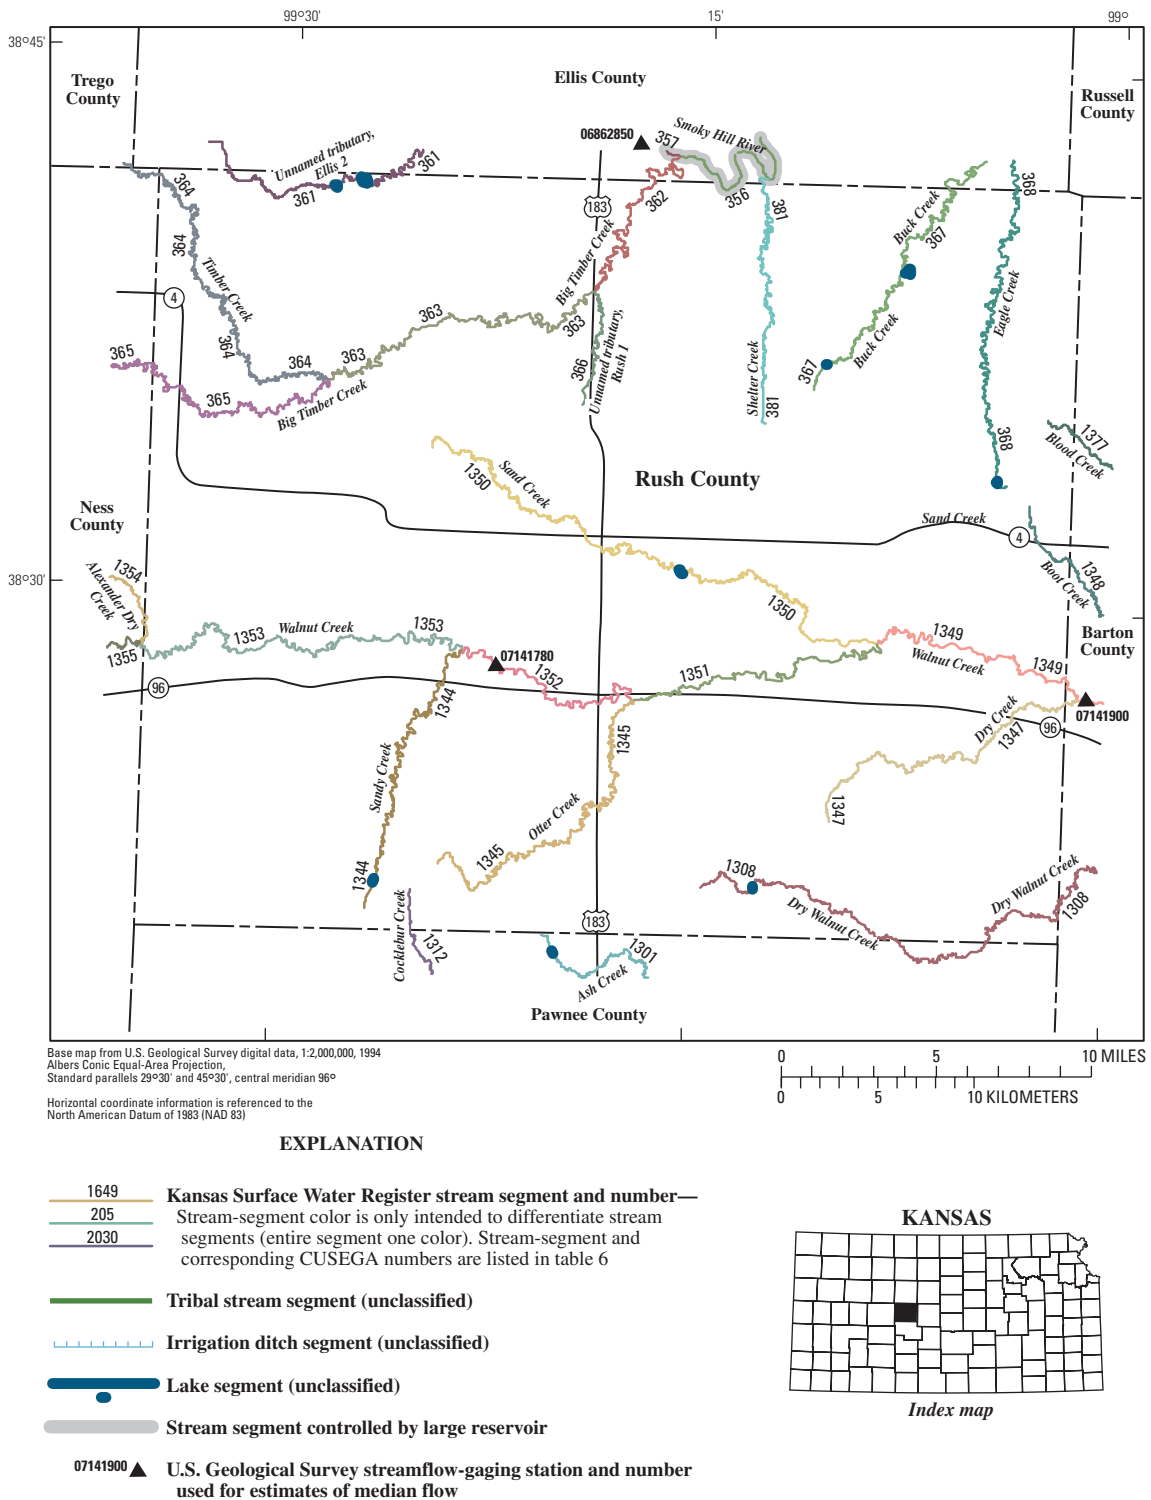 99°30'
15'
99°
38°45'
Trego
County
Ellis County
Russell
County
06862850
357
Smoky Hill River
Unnamed tributary,
Ellis 2
361
361
364
362
183
356
381
Buck Creek
367
368
364
Timber Creek
Big Timber Creek
4
Eagle Creek
363
363
Unnamed tributary,
Rush 1
366
Buck Creek
367
365
364
364
363
Shelter Creek
381
365
Big Timber Creek
368
1377
Blood Creek
Sand Creek
1350
Rush County
Ness
County
Sand Creek
4
38°30'
1354
Alexander Dry
Creek
1348
Boot Creek
1350
1355
1353
Walnut Creek
1353
1349
Walnut Creek
1349
Barton
County
07141780
1352
1351
96
1344
Dry Creek
1347
96
07141900
1345
Sandy Creek
Otter Creek
1347
1345
1344
1308
Dry Walnut Creek
Dry Walnut Creek
1308
Cocklebur Creek
1312
183
1301
Ash Creek
Pawnee County
Base map from U.S. Geological Survey digital data, 1:2,000,000, 1994
Albers Conic Equal-Area Projection,
Standard parallels 29°30' and 45°30', central meridian 96°
Horizontal coordinate information is referenced to the
North American Datum of 1983 (NAD 83)
0 5 10 MILES
0 5 10 KILOMETERS
EXPLANATION
1649
205
2030
Kansas Surface Water Register stream segment and number—
Stream-segment color is only intended to differentiate stream
segments (entire segment one color). Stream-segment and
corresponding CUSEGA numbers are listed in table 6
Tribal stream segment (unclassified)
Irrigation ditch segment (unclassified)
Lake segment (unclassified)
Stream segment controlled by large reservoir
07141900 U.S. Geological Survey streamflow-gaging station and number
used for estimates of median flow
KANSAS
Index map